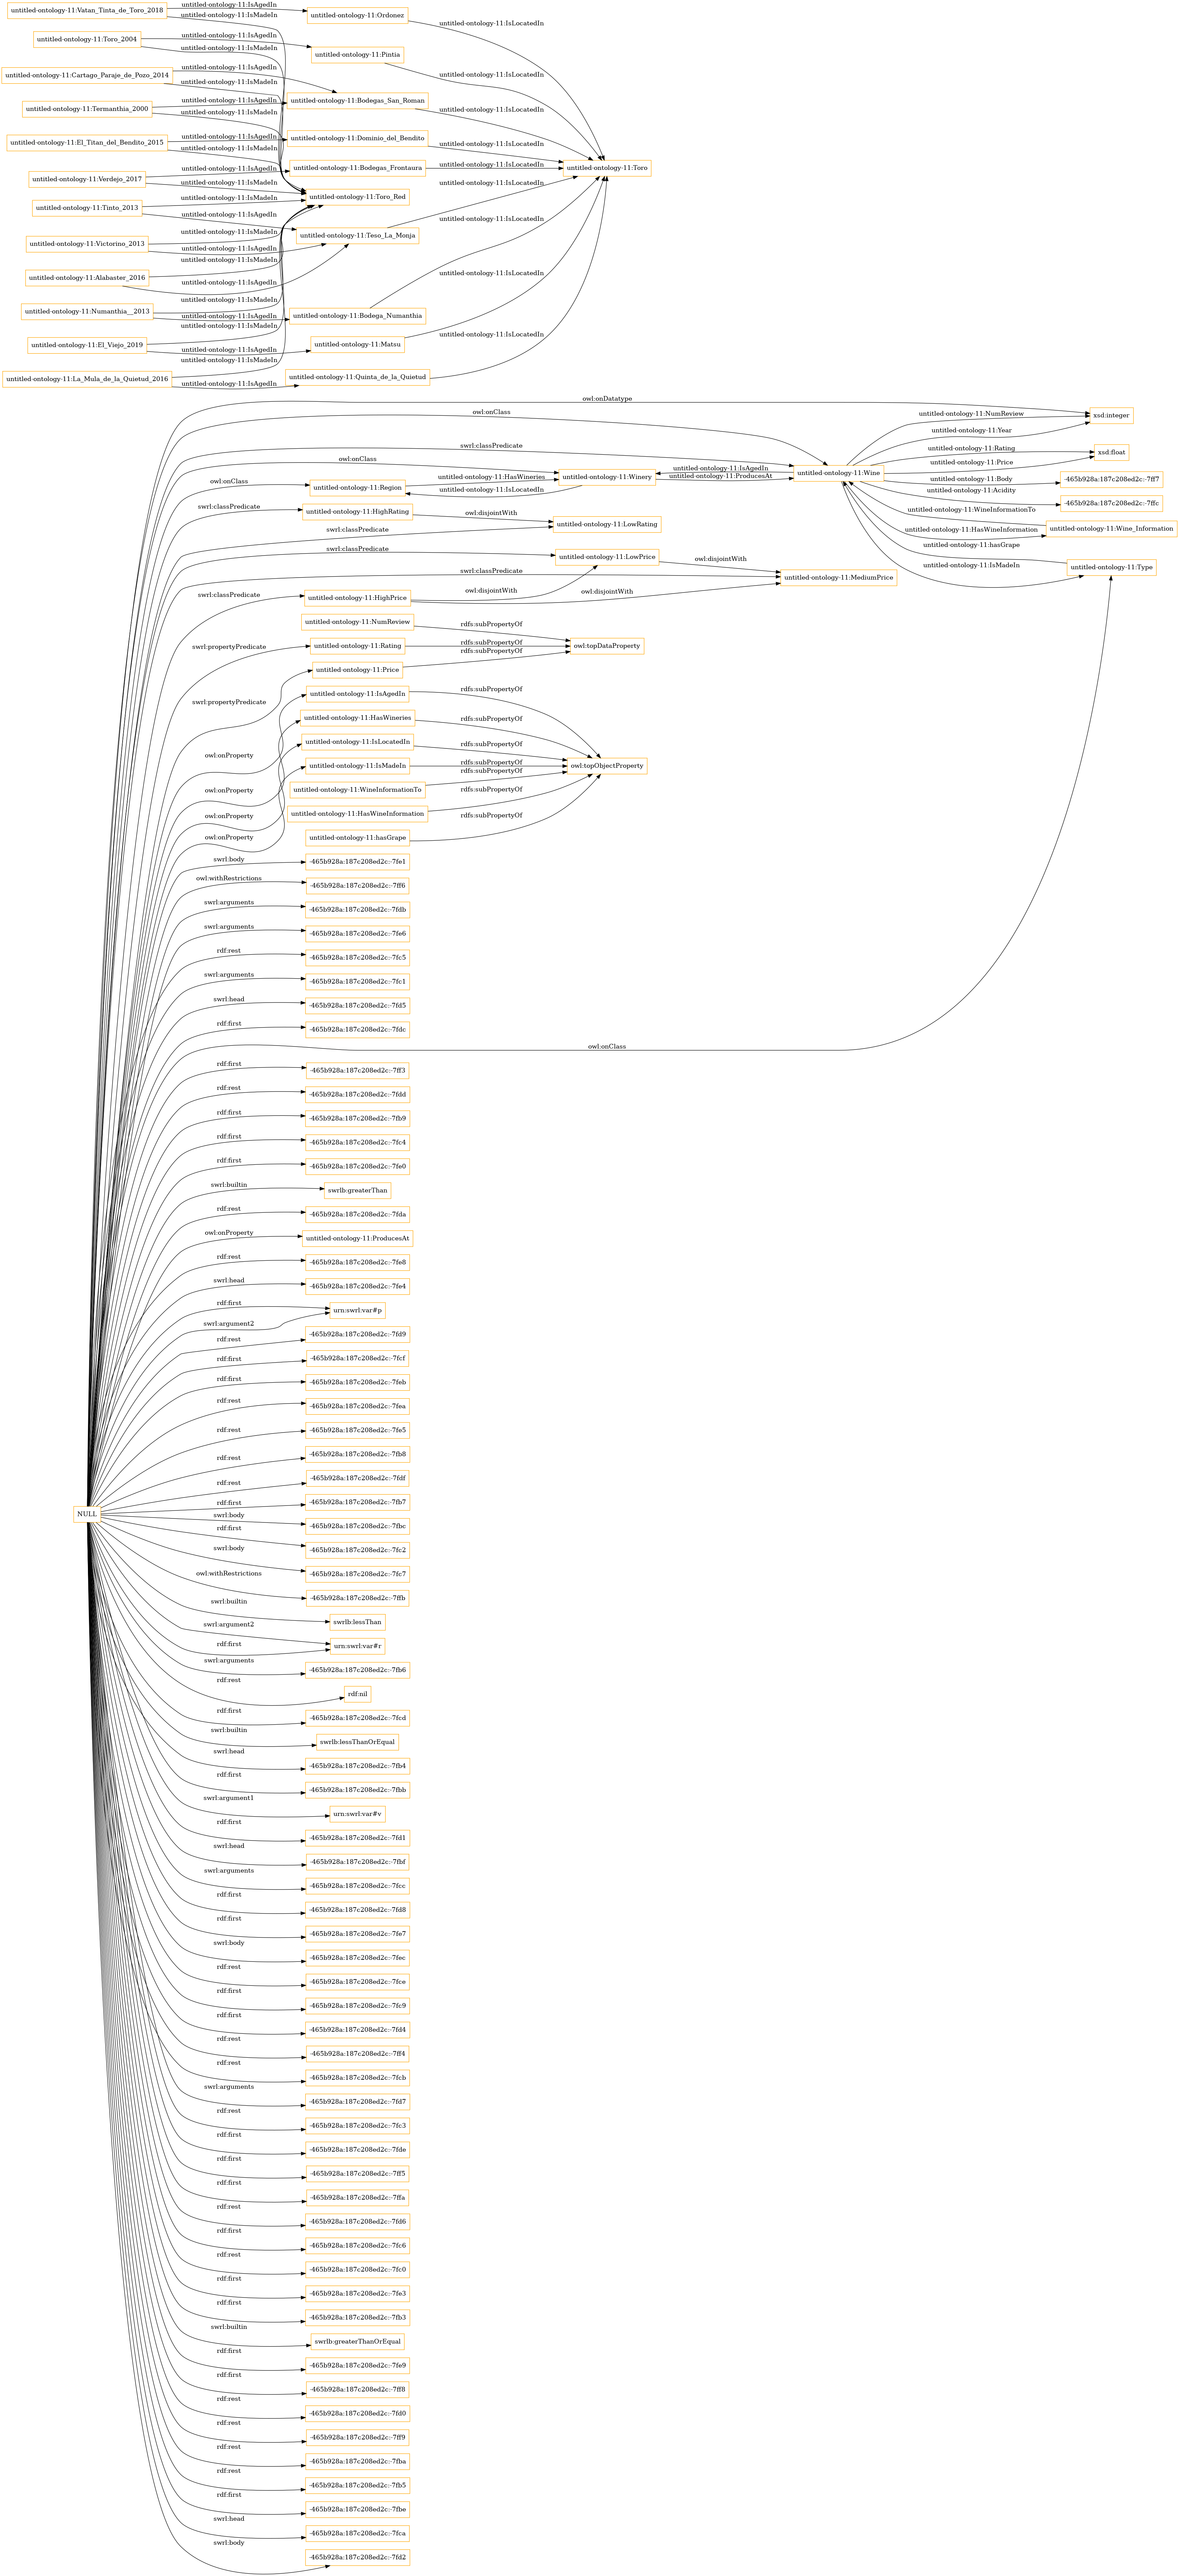 untitled-ontology-11:Vatan_Tinta_de_Toro_2018
untitled-ontology-11:IsAgedIn
untitled-ontology-11:IsMadeIn
untitled-ontology-11:Ordonez
untitled-ontology-11:IsLocatedIn
untitled-ontology-11:Toro_2004
untitled-ontology-11:IsAgedIn
untitled-ontology-11:IsMadeIn
untitled-ontology-11:Pintia
untitled-ontology-11:IsLocatedIn
untitled-ontology-11:Cartago_Paraje_de_Pozo_2014
untitled-ontology-11:IsAgedIn
untitled-ontology-11:IsMadeIn
untitled-ontology-11:Bodegas_San_Roman
untitled-ontology-11:IsLocatedIn
untitled-ontology-11:Termanthia_2000
untitled-ontology-11:IsAgedIn
untitled-ontology-11:IsMadeIn
untitled-ontology-11:El_Titan_del_Bendito_2015
untitled-ontology-11:IsAgedIn
untitled-ontology-11:IsMadeIn
untitled-ontology-11:Dominio_del_Bendito
untitled-ontology-11:IsLocatedIn
untitled-ontology-11:Verdejo_2017
untitled-ontology-11:IsAgedIn
untitled-ontology-11:IsMadeIn
untitled-ontology-11:Bodegas_Frontaura
untitled-ontology-11:IsLocatedIn
untitled-ontology-11:Toro
untitled-ontology-11:Tinto_2013
untitled-ontology-11:IsMadeIn
untitled-ontology-11:IsAgedIn
untitled-ontology-11:Toro_Red
untitled-ontology-11:IsLocatedIn
untitled-ontology-11:Victorino_2013
untitled-ontology-11:IsMadeIn
untitled-ontology-11:IsAgedIn
untitled-ontology-11:Teso_La_Monja
untitled-ontology-11:IsLocatedIn
untitled-ontology-11:Alabaster_2016
untitled-ontology-11:IsMadeIn
untitled-ontology-11:IsAgedIn
untitled-ontology-11:IsLocatedIn
untitled-ontology-11:Numanthia__2013
untitled-ontology-11:IsMadeIn
untitled-ontology-11:IsAgedIn
untitled-ontology-11:Bodega_Numanthia
untitled-ontology-11:El_Viejo_2019
untitled-ontology-11:IsMadeIn
untitled-ontology-11:IsAgedIn
untitled-ontology-11:Matsu
untitled-ontology-11:IsLocatedIn
untitled-ontology-11:La_Mula_de_la_Quietud_2016
untitled-ontology-11:IsMadeIn
untitled-ontology-11:IsAgedIn
untitled-ontology-11:Quinta_de_la_Quietud
owl:onDatatype
owl:onClass
untitled-ontology-11:NumReview
xsd:integer
untitled-ontology-11:Year
swrl:classPredicate
untitled-ontology-11:Rating
xsd:float
owl:onClass
untitled-ontology-11:Price
untitled-ontology-11:IsAgedIn
untitled-ontology-11:Wine
untitled-ontology-11:HasWineries
untitled-ontology-11:Winery
untitled-ontology-11:ProducesAt
untitled-ontology-11:Body
-465b928a:187c208ed2c:-7ff7
owl:onClass
untitled-ontology-11:Region
untitled-ontology-11:IsLocatedIn
untitled-ontology-11:Acidity
-465b928a:187c208ed2c:-7ffc
swrl:classPredicate
untitled-ontology-11:HighRating
owl:disjointWith
untitled-ontology-11:LowRating
untitled-ontology-11:WineInformationTo
untitled-ontology-11:HasWineInformation
untitled-ontology-11:Wine_Information
swrl:classPredicate
untitled-ontology-11:hasGrape
swrl:classPredicate
untitled-ontology-11:LowPrice
owl:disjointWith
untitled-ontology-11:IsMadeIn
untitled-ontology-11:Type
swrl:classPredicate
untitled-ontology-11:MediumPrice
swrl:classPredicate
untitled-ontology-11:HighPrice
owl:disjointWith
owl:disjointWith
untitled-ontology-11:NumReview
rdfs:subPropertyOf
swrl:propertyPredicate
untitled-ontology-11:Rating
rdfs:subPropertyOf
owl:topDataProperty
untitled-ontology-11:Price
rdfs:subPropertyOf
swrl:propertyPredicate
untitled-ontology-11:IsAgedIn
rdfs:subPropertyOf
untitled-ontology-11:HasWineries
rdfs:subPropertyOf
owl:onProperty
untitled-ontology-11:IsLocatedIn
rdfs:subPropertyOf
untitled-ontology-11:IsMadeIn
rdfs:subPropertyOf
owl:topObjectProperty
owl:onProperty
untitled-ontology-11:WineInformationTo
rdfs:subPropertyOf
owl:onProperty
untitled-ontology-11:HasWineInformation
rdfs:subPropertyOf
owl:onProperty
untitled-ontology-11:hasGrape
rdfs:subPropertyOf
swrl:body
-465b928a:187c208ed2c:-7fe1
owl:withRestrictions
-465b928a:187c208ed2c:-7ff6
swrl:arguments
-465b928a:187c208ed2c:-7fdb
swrl:arguments
-465b928a:187c208ed2c:-7fe6
rdf:rest
-465b928a:187c208ed2c:-7fc5
swrl:arguments
-465b928a:187c208ed2c:-7fc1
swrl:head
-465b928a:187c208ed2c:-7fd5
rdf:first
-465b928a:187c208ed2c:-7fdc
owl:onClass
rdf:first
-465b928a:187c208ed2c:-7ff3
rdf:rest
-465b928a:187c208ed2c:-7fdd
rdf:first
-465b928a:187c208ed2c:-7fb9
rdf:first
-465b928a:187c208ed2c:-7fc4
rdf:first
-465b928a:187c208ed2c:-7fe0
swrl:builtin
swrlb:greaterThan
rdf:rest
-465b928a:187c208ed2c:-7fda
owl:onProperty
untitled-ontology-11:ProducesAt
rdf:rest
-465b928a:187c208ed2c:-7fe8
swrl:head
-465b928a:187c208ed2c:-7fe4
rdf:first
urn:swrl:var#p
swrl:argument2
rdf:rest
-465b928a:187c208ed2c:-7fd9
rdf:first
-465b928a:187c208ed2c:-7fcf
rdf:first
-465b928a:187c208ed2c:-7feb
rdf:rest
-465b928a:187c208ed2c:-7fea
rdf:rest
-465b928a:187c208ed2c:-7fe5
rdf:rest
-465b928a:187c208ed2c:-7fb8
rdf:rest
-465b928a:187c208ed2c:-7fdf
rdf:first
-465b928a:187c208ed2c:-7fb7
NULL
swrl:body
-465b928a:187c208ed2c:-7fbc
rdf:first
-465b928a:187c208ed2c:-7fc2
swrl:body
-465b928a:187c208ed2c:-7fc7
owl:withRestrictions
-465b928a:187c208ed2c:-7ffb
swrl:builtin
swrlb:lessThan
swrl:argument2
rdf:first
urn:swrl:var#r
swrl:arguments
-465b928a:187c208ed2c:-7fb6
rdf:rest
rdf:nil
rdf:first
-465b928a:187c208ed2c:-7fcd
swrl:builtin
swrlb:lessThanOrEqual
swrl:head
-465b928a:187c208ed2c:-7fb4
rdf:first
-465b928a:187c208ed2c:-7fbb
swrl:argument1
urn:swrl:var#v
rdf:first
-465b928a:187c208ed2c:-7fd1
swrl:head
-465b928a:187c208ed2c:-7fbf
swrl:arguments
-465b928a:187c208ed2c:-7fcc
rdf:first
-465b928a:187c208ed2c:-7fd8
rdf:first
-465b928a:187c208ed2c:-7fe7
swrl:body
-465b928a:187c208ed2c:-7fec
rdf:rest
-465b928a:187c208ed2c:-7fce
rdf:first
-465b928a:187c208ed2c:-7fc9
rdf:first
-465b928a:187c208ed2c:-7fd4
rdf:rest
-465b928a:187c208ed2c:-7ff4
rdf:rest
-465b928a:187c208ed2c:-7fcb
swrl:arguments
-465b928a:187c208ed2c:-7fd7
rdf:rest
-465b928a:187c208ed2c:-7fc3
rdf:first
-465b928a:187c208ed2c:-7fde
rdf:first
-465b928a:187c208ed2c:-7ff5
rdf:first
-465b928a:187c208ed2c:-7ffa
rdf:rest
-465b928a:187c208ed2c:-7fd6
rdf:first
-465b928a:187c208ed2c:-7fc6
rdf:rest
-465b928a:187c208ed2c:-7fc0
rdf:first
-465b928a:187c208ed2c:-7fe3
rdf:first
-465b928a:187c208ed2c:-7fb3
swrl:builtin
swrlb:greaterThanOrEqual
rdf:first
-465b928a:187c208ed2c:-7fe9
rdf:first
-465b928a:187c208ed2c:-7ff8
rdf:rest
-465b928a:187c208ed2c:-7fd0
rdf:rest
-465b928a:187c208ed2c:-7ff9
rdf:rest
-465b928a:187c208ed2c:-7fba
rdf:rest
-465b928a:187c208ed2c:-7fb5
rdf:first
-465b928a:187c208ed2c:-7fbe
swrl:head
-465b928a:187c208ed2c:-7fca
swrl:body
-465b928a:187c208ed2c:-7fd2